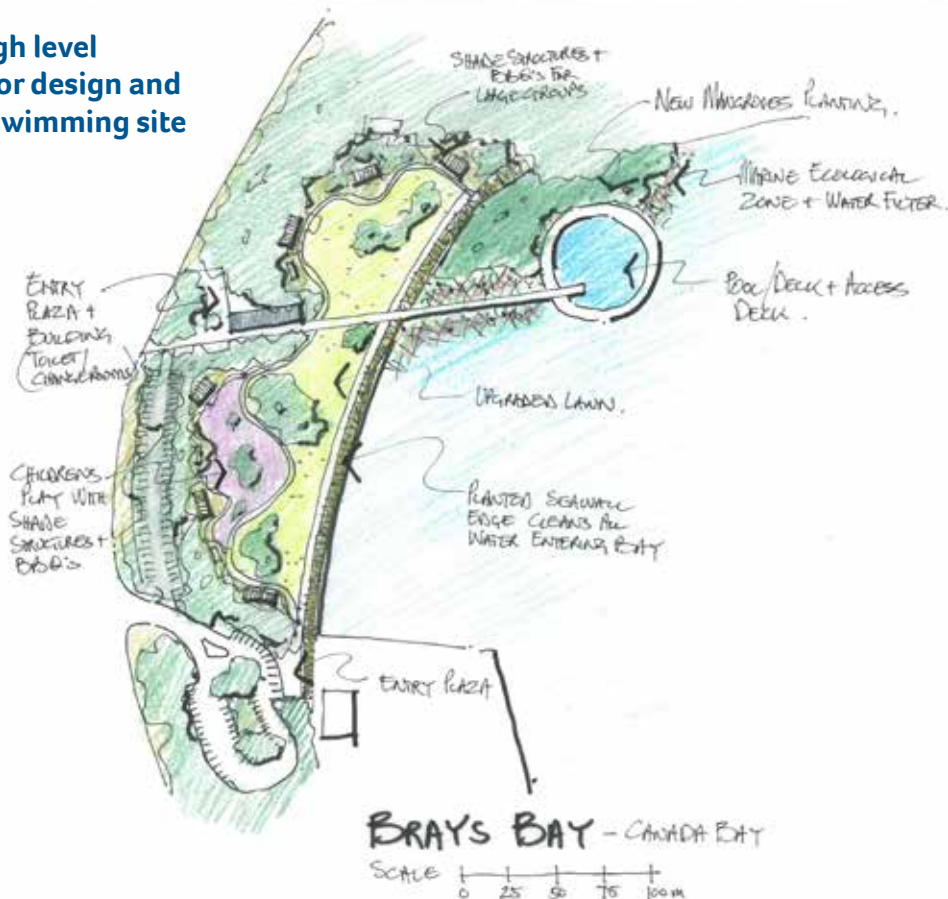 gh level
or design and
wimming site
SHADE STRUCTURES +
BBQ'S FOR
LARGE GROUPS
NEW MANGROVES PLANTING.
MARINE ECOLOGICAL
ZONE + WATER FILTER.
ENTRY
PLAZA +
BUILDING
(TOILET/
CHANGEROOMS)
POOL/DECK + ACCESS
DECK.
UPGRADED LAWN.
CHILDRENS
PLAY WITH
SHADE
STRUCTURES +
BBQ'S
PLANTED SEAWALL
EDGE CLEANS ALL
WATER ENTERING BAY
ENTRY PLAZA
BRAYS BAY - CANADA BAY
SCALE
0 25 50 75 100m